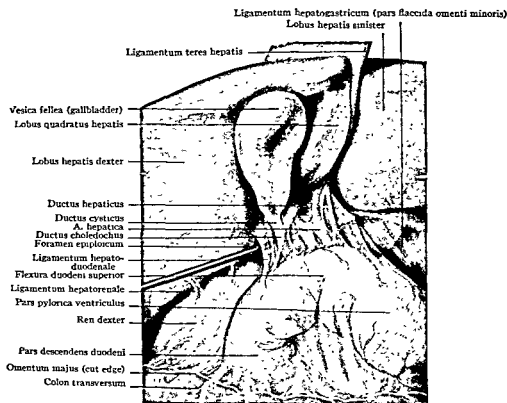 Ligamentum hepatogastricum (pars flaccida omenti minoris)
Lobus hepatis sinister
Ligamentum teres hepatis
Vesica fellea (gallbladder)
Lobus quadratus hepatis
Lobus hepatis dexter
Ductus hepaticus
Ductus cysticus
A. hepatica
Ductus choledochus
Foramen epiploicum
Ligamentum hepato-
duodenale
Flexura duodeni superior
Ligamentum hepatorenale
Pars pylorica ventriculus
Ren dexter
Pars descendens duodeni
Omentum majus (cut edge)
Colon transversum